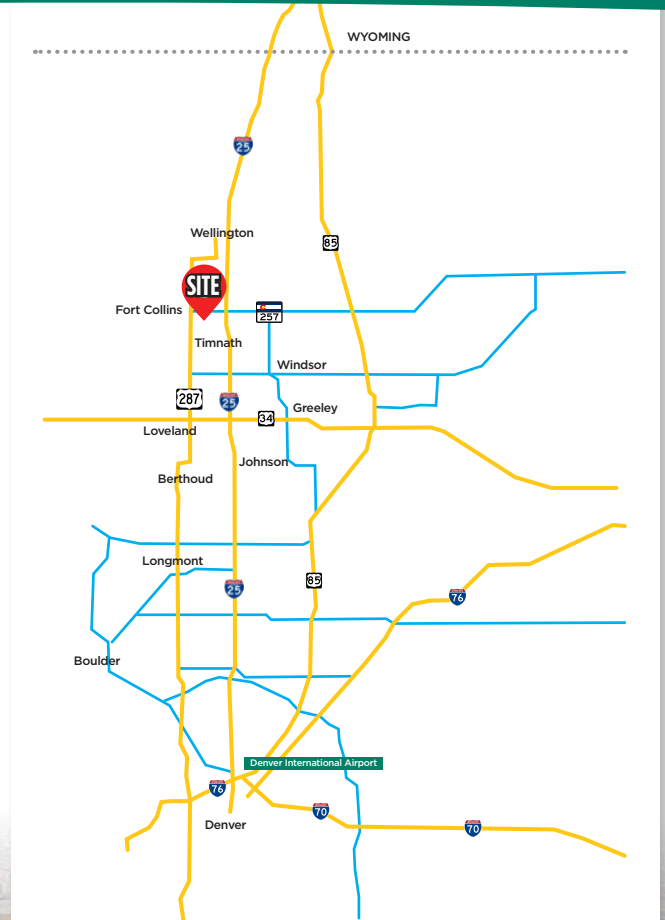 WYOMING
25
Wellington
85
SITE
Fort Collins
257
Timnath
Windsor
287
25
Greeley
34
Loveland
Johnson
Berthoud
Longmont
85
25
76
Boulder
Denver International Airport
76
70
Denver
70